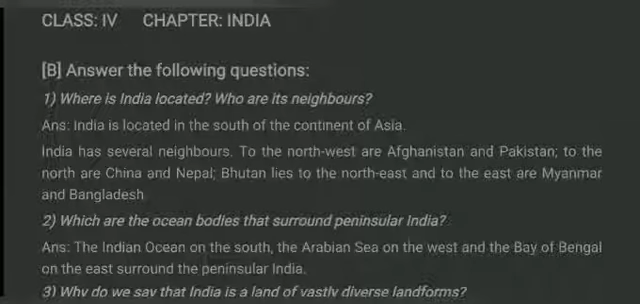 CLASS: IV CHAPTER: INDIA
[B] Answer the following questions:
1) Where is India located? Who are its neighbours?
Ans: India is located in the south of the continent of Asia.
India has several neighbours. To the north-west are Afghanistan and Pakistan; to the
north are China and Nepal; Bhutan lies to the north-east and to the east are Myanmar
and Bangladesh
2) Which are the ocean bodies that surround peninsular India?
Ans: The Indian Ocean on the south, the Arabian Sea on the west and the Bay of Bengal
on the east surround the peninsular India.
3) Why do we say that India is a land of vastly diverse landforms?